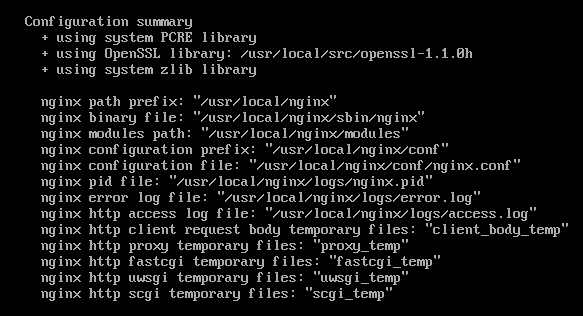 Configuration summary
+ using system PCRE library
+ using OpenSSL library: /usr/local/src/openssl-1.1.0h
+ using system zlib library
nginx path prefix: "/usr/local/nginx"
nginx binary file: "/usr/local/nginx/sbin/nginx"
nginx modules path: "/usr/local/nginx/modules"
nginx configuration prefix: "/usr/local/nginx/conf"
nginx configuration file: "/usr/local/nginx/conf/nginx.conf"
nginx pid file: "/usr/local/nginx/logs/nginx.pid"
nginx error log file: "/usr/local/nginx/logs/error.log"
nginx http access log file: "/usr/local/nginx/logs/access.log"
nginx http client request body temporary files: "client_body_temp"
nginx http proxy temporary files: "proxy_temp"
nginx http fastcgi temporary files: "fastcgi_temp"
nginx http uwsgi temporary files: "uwsgi_temp"
nginx http scgi temporary files: "scgi_temp"